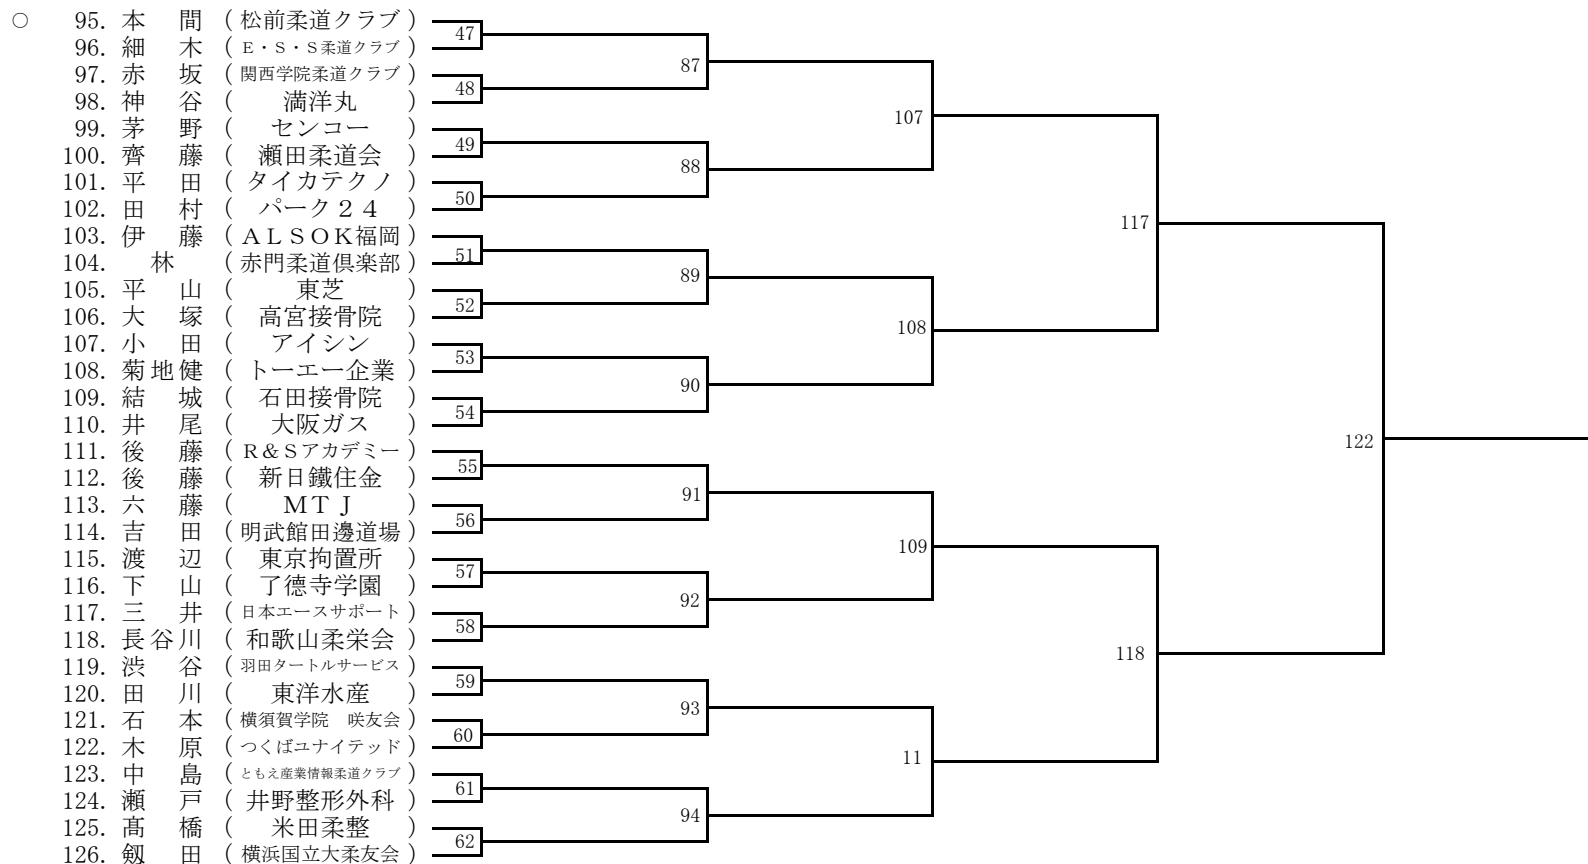 ○ 95. 本 間 ( 松前柔道クラブ )
96. 細 木 ( E・S・S柔道クラブ )
97. 赤 坂 ( 関西学院柔道クラブ )
98. 神 谷 ( 満洋丸 )
99. 茅 野 ( センコー )
100. 齊 藤 ( 瀬田柔道会 )
101. 平 田 ( タイカテクノ )
102. 田 村 ( パーク２４ )
103. 伊 藤 ( ＡＬＳＯＫ福岡 )
104. 林 ( 赤門柔道倶楽部 )
105. 平 山 ( 東芝 )
106. 大 塚 ( 高宮接骨院 )
107. 小 田 ( アイシン )
108. 菊地健 ( トーエー企業 )
109. 結 城 ( 石田接骨院 )
110. 井 尾 ( 大阪ガス )
111. 後 藤 ( Ｒ＆Ｓアカデミー )
112. 後 藤 ( 新日鐵住金 )
113. 六 藤 ( ＭＴＪ )
114. 吉 田 ( 明武館田邊道場 )
115. 渡 辺 ( 東京拘置所 )
116. 下 山 ( 了德寺学園 )
117. 三 井 ( 日本エースサポート )
118. 長谷川 ( 和歌山柔栄会 )
119. 渋 谷 ( 羽田タートルサービス )
120. 田 川 ( 東洋水産 )
121. 石 本 ( 横須賀学院　咲友会 )
122. 木 原 ( つくばユナイテッド )
123. 中 島 ( ともえ産業情報柔道クラブ )
124. 瀬 戸 ( 井野整形外科 )
125. 髙 橋 ( 米田柔整 )
126. 剱 田 ( 横浜国立大柔友会 )
47
48
49
50
51
52
53
54
55
56
57
58
59
60
61
62
87
88
89
90
91
92
93
94
107
108
109
11
117
118
122